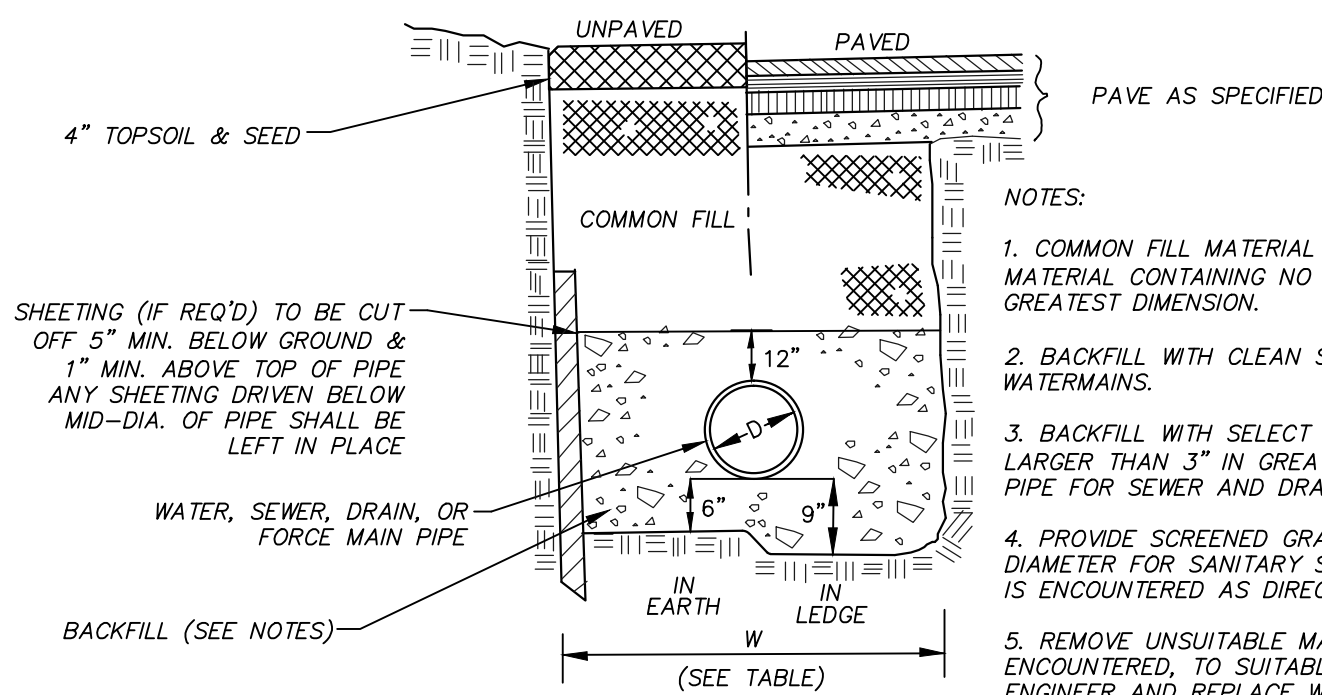 UNPAVED
PAVED
PAVE AS SPECIFIED
4" TOPSOIL & SEED
COMMON FILL
SHEETING (IF REQ'D) TO BE CUT
OFF 5" MIN. BELOW GROUND &
1" MIN. ABOVE TOP OF PIPE
ANY SHEETING DRIVEN BELOW
MID-DIA. OF PIPE SHALL BE
LEFT IN PLACE
12"
D
WATER, SEWER, DRAIN, OR
FORCE MAIN PIPE
6"
9"
BACKFILL (SEE NOTES)
IN
EARTH
IN
LEDGE
W
(SEE TABLE)
NOTES:
1. COMMON FILL MATERIAL
MATERIAL CONTAINING NO
GREATEST DIMENSION.
2. BACKFILL WITH CLEAN S
WATERMAINS.
3. BACKFILL WITH SELECT
LARGER THAN 3" IN GREA
PIPE FOR SEWER AND DRA
4. PROVIDE SCREENED GRA
DIAMETER FOR SANITARY S
IS ENCOUNTERED AS DIREC
5. REMOVE UNSUITABLE MA
ENCOUNTERED, TO SUITABL
ENGINEER AND REPLACE W